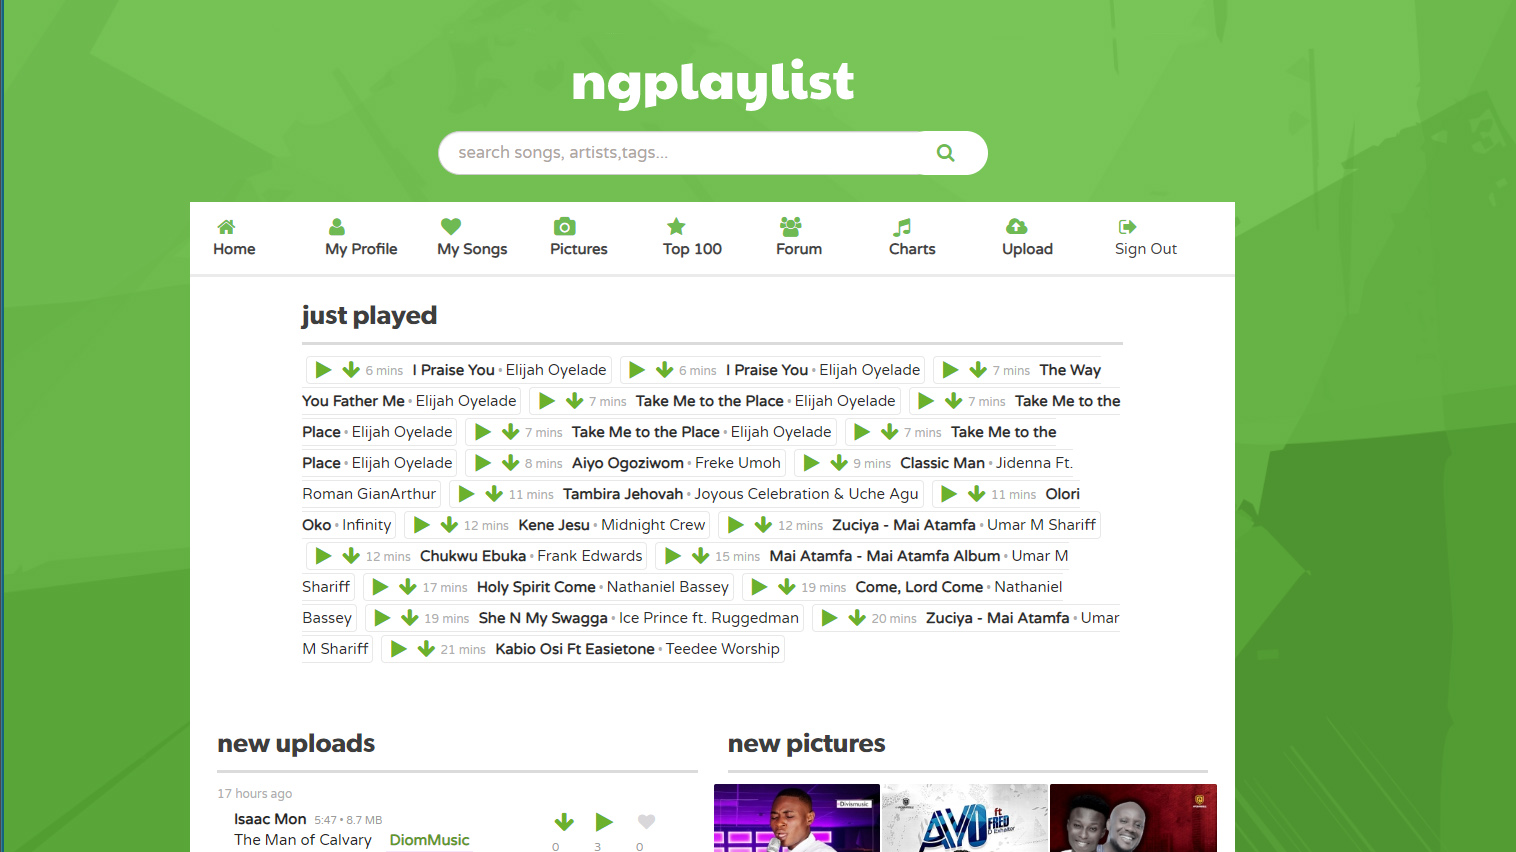 ngplaylist
search songs, artists,tags...
Home My Profile My Songs Pictures Top 100 Forum Charts Upload Sign Out
just played
6 mins I Praise You • Elijah Oyelade 6 mins I Praise You • Elijah Oyelade 7 mins The Way
You Father Me • Elijah Oyelade 7 mins Take Me to the Place • Elijah Oyelade 7 mins Take Me to the
Place • Elijah Oyelade 7 mins Take Me to the Place • Elijah Oyelade 7 mins Take Me to the
Place • Elijah Oyelade 8 mins Aiyo Ogoziwom • Freke Umoh 9 mins Classic Man • Jidenna Ft.
Roman GianArthur 11 mins Tambira Jehovah • Joyous Celebration & Uche Agu 11 mins Olori
Oko • Infinity 12 mins Kene Jesu • Midnight Crew 12 mins Zuciya - Mai Atamfa • Umar M Shariff
12 mins Chukwu Ebuka • Frank Edwards 15 mins Mai Atamfa - Mai Atamfa Album • Umar M
Shariff 17 mins Holy Spirit Come • Nathaniel Bassey 19 mins Come, Lord Come • Nathaniel
Bassey 19 mins She N My Swagga • Ice Prince ft. Ruggedman 20 mins Zuciya - Mai Atamfa • Umar
M Shariff 21 mins Kabio Osi Ft Easietone • Teedee Worship
new uploads
17 hours ago
Isaac Mon 5:47 • 8.7 MB
The Man of Calvary DiomMusic
0 3 0
new pictures
Divismusic
AYO ft FRED
D Exhaltor